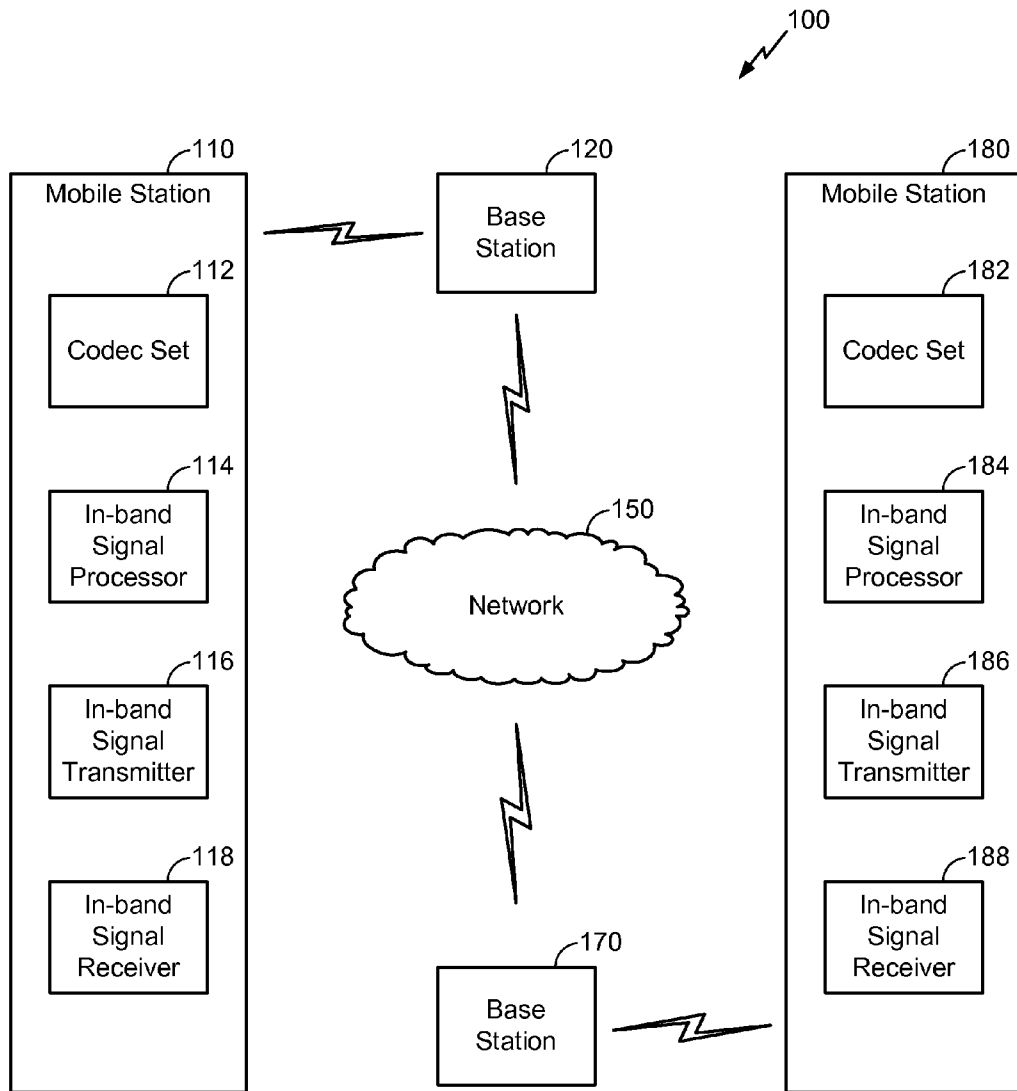 100
110
Mobile Station
112
Codec Set
114
In-band
Signal
Processor
116
In-band
Signal
Transmitter
118
In-band
Signal
Receiver
120
Base
Station
150
Network
170
Base
Station
180
Mobile Station
182
Codec Set
184
In-band
Signal
Processor
186
In-band
Signal
Transmitter
188
In-band
Signal
Receiver